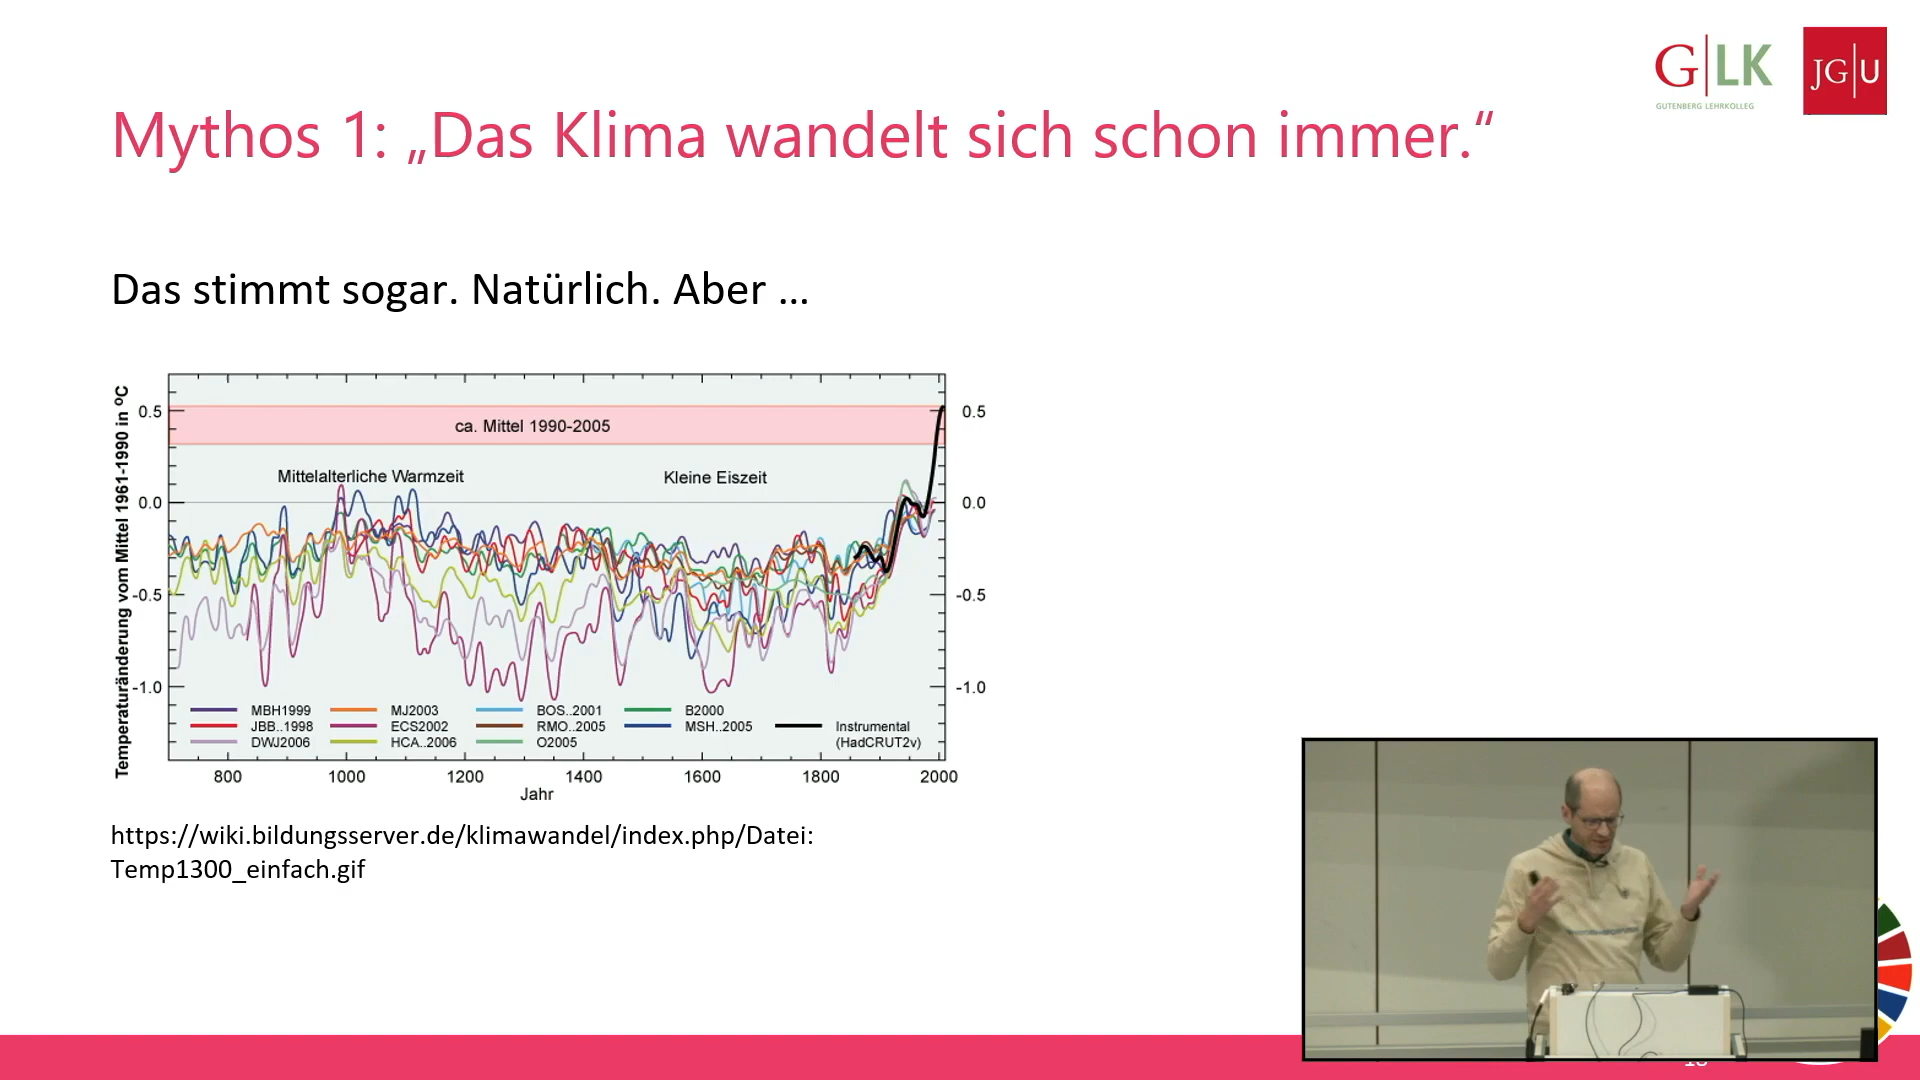 G|LK
GUTENBERG LEHRKOLLEG
JG|U
Mythos 1: „Das Klima wandelt sich schon immer.“
Das stimmt sogar. Natürlich. Aber ...
Temperaturänderung vom Mittel 1961-1990 in °C
0.5
0.0
-0.5
-1.0
ca. Mittel 1990-2005
Mittelalterliche Warmzeit
Kleine Eiszeit
0.5
0.0
-0.5
-1.0
MBH1999 MJ2003 BOS..2001 B2000
JBB..1998 ECS2002 RMO..2005 MSH..2005 Instrumental
DWJ2006 HCA..2006 O2005 (HadCRUT2v)
800 1000 1200 1400 1600 1800 2000
Jahr
https://wiki.bildungsserver.de/klimawandel/index.php/Datei:
Temp1300_einfach.gif